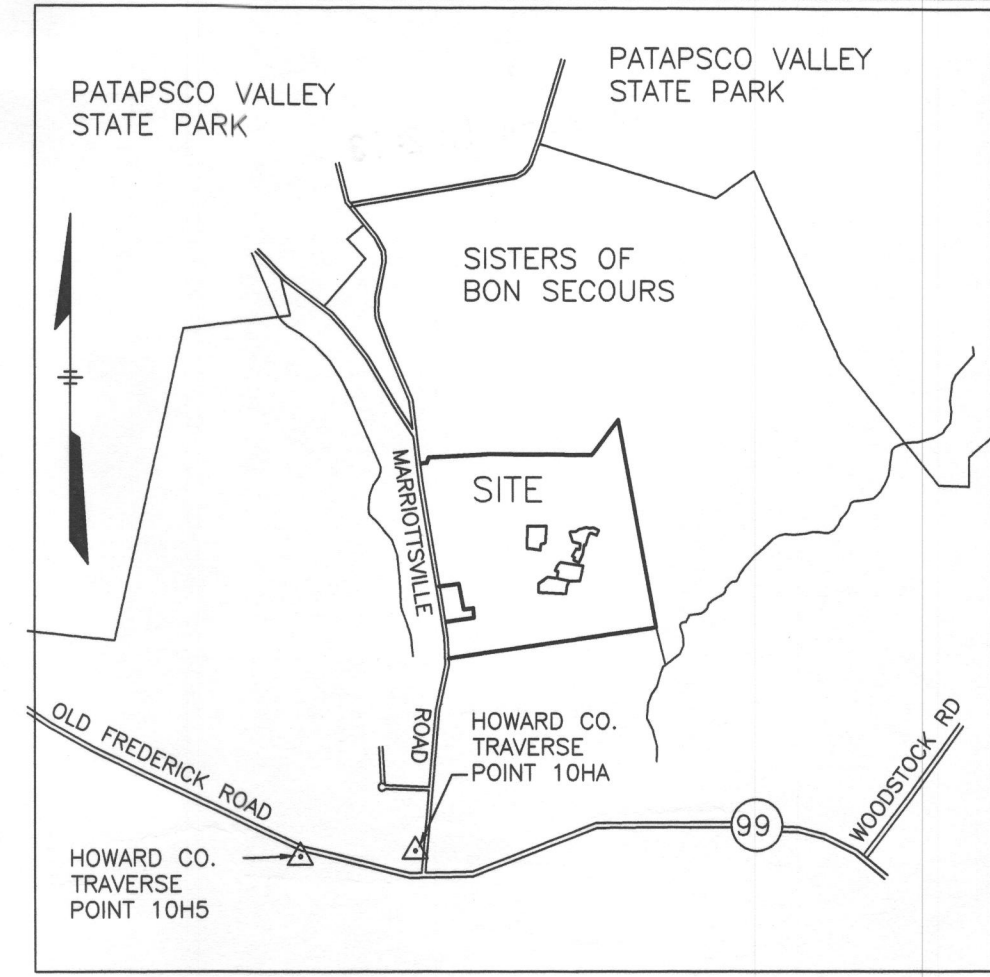 PATAPSCO VALLEY
STATE PARK
PATAPSCO VALLEY
STATE PARK
SISTERS OF
BON SECOURS
SITE
MARRIOTTSVILLE
ROAD
HOWARD CO.
TRAVERSE
POINT 10HA
OLD FREDERICK ROAD
WOODSTOCK RD
99
HOWARD CO.
TRAVERSE
POINT 10H5